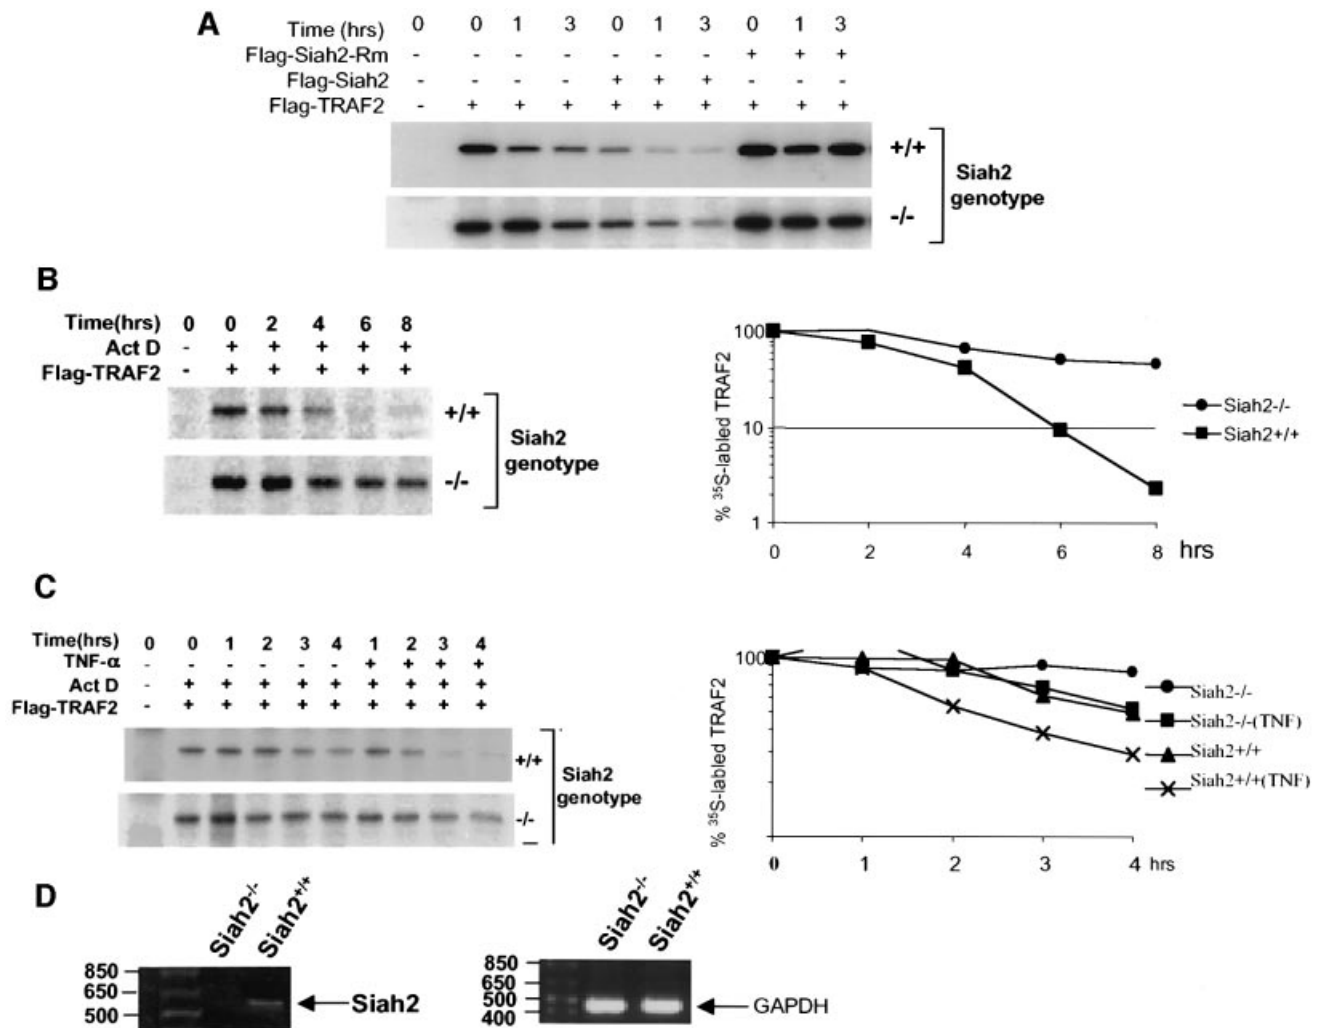 A
Time (hrs) 0 0 1 3 0 1 3 0 1 3
Flag-Siah2-Rm - - - - - - - + + +
Flag-Siah2 - - - - + + + - - -
Flag-TRAF2 - + + + + + + + + +
+/+
Siah2
genotype
-/-
B
Time(hrs) 0 0 2 4 6 8
Act D - + + + + +
Flag-TRAF2 - + + + + +
+/+
Siah2
genotype
-/-
% 35S-labled TRAF2
100
10
1
0 2 4 6 8 hrs
Siah2-/-
Siah2+/+
C
Time(hrs) 0 0 1 2 3 4 1 2 3 4
TNF-α - - - - - - + + + +
Act D - + + + + + + + + +
Flag-TRAF2 - + + + + + + + + +
+/+
Siah2
genotype
-/-
% 35S-labled TRAF2
100
0 1 2 3 4 hrs
Siah2-/-
Siah2-/-(TNF)
Siah2+/+
Siah2+/+(TNF)
D
Siah2-/- Siah2+/+
850
650
500
Siah2
Siah2-/- Siah2+/+
850
650
500
400
GAPDH